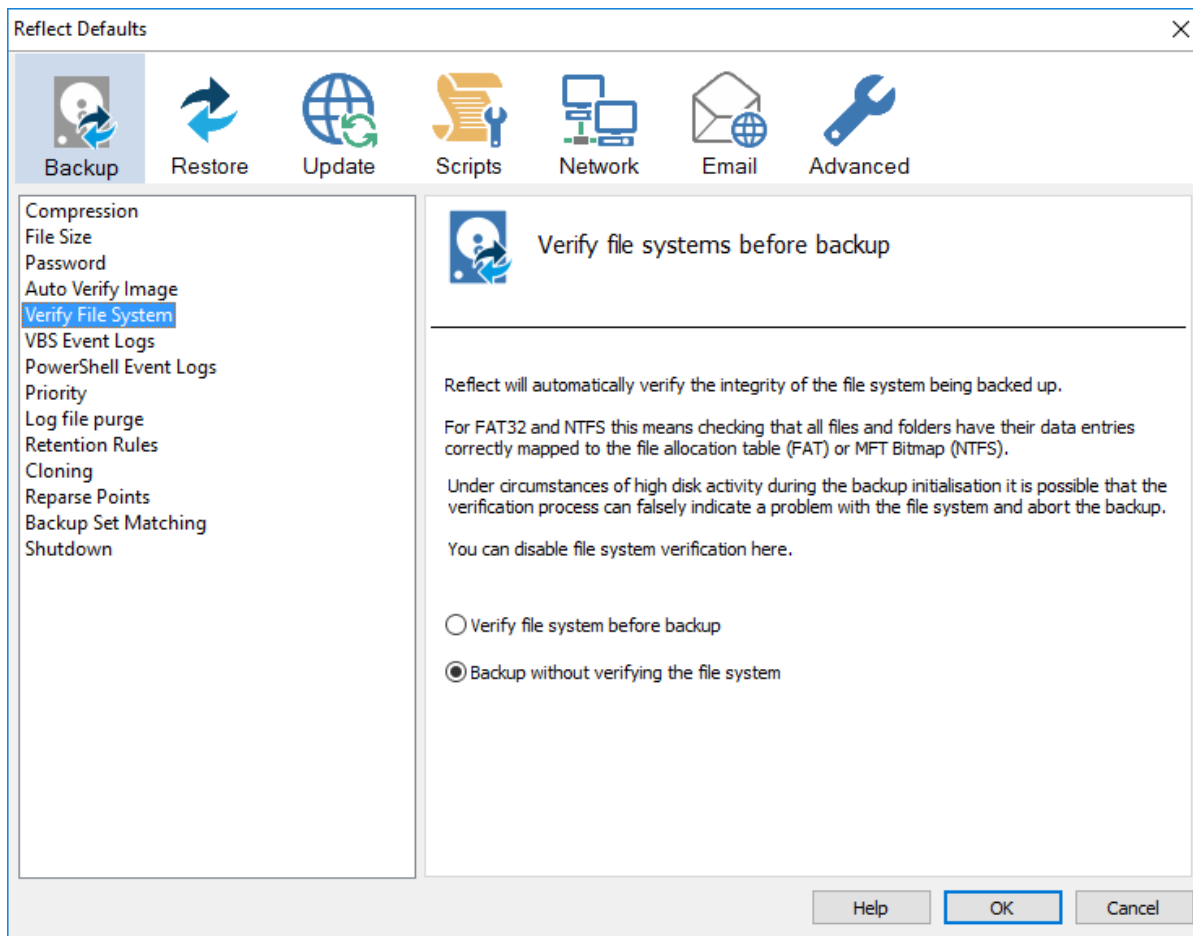 Reflect Defaults
Backup
Restore
Update
Scripts
Network
Email
Advanced
Compression
File Size
Password
Auto Verify Image
Verify File System
VBS Event Logs
PowerShell Event Logs
Priority
Log file purge
Retention Rules
Cloning
Reparse Points
Backup Set Matching
Shutdown
Verify file systems before backup
Reflect will automatically verify the integrity of the file system being backed up.
For FAT32 and NTFS this means checking that all files and folders have their data entries
correctly mapped to the file allocation table (FAT) or MFT Bitmap (NTFS).
Under circumstances of high disk activity during the backup initialisation it is possible that the
verification process can falsely indicate a problem with the file system and abort the backup.
You can disable file system verification here.
Verify file system before backup
Backup without verifying the file system
Help
OK
Cancel